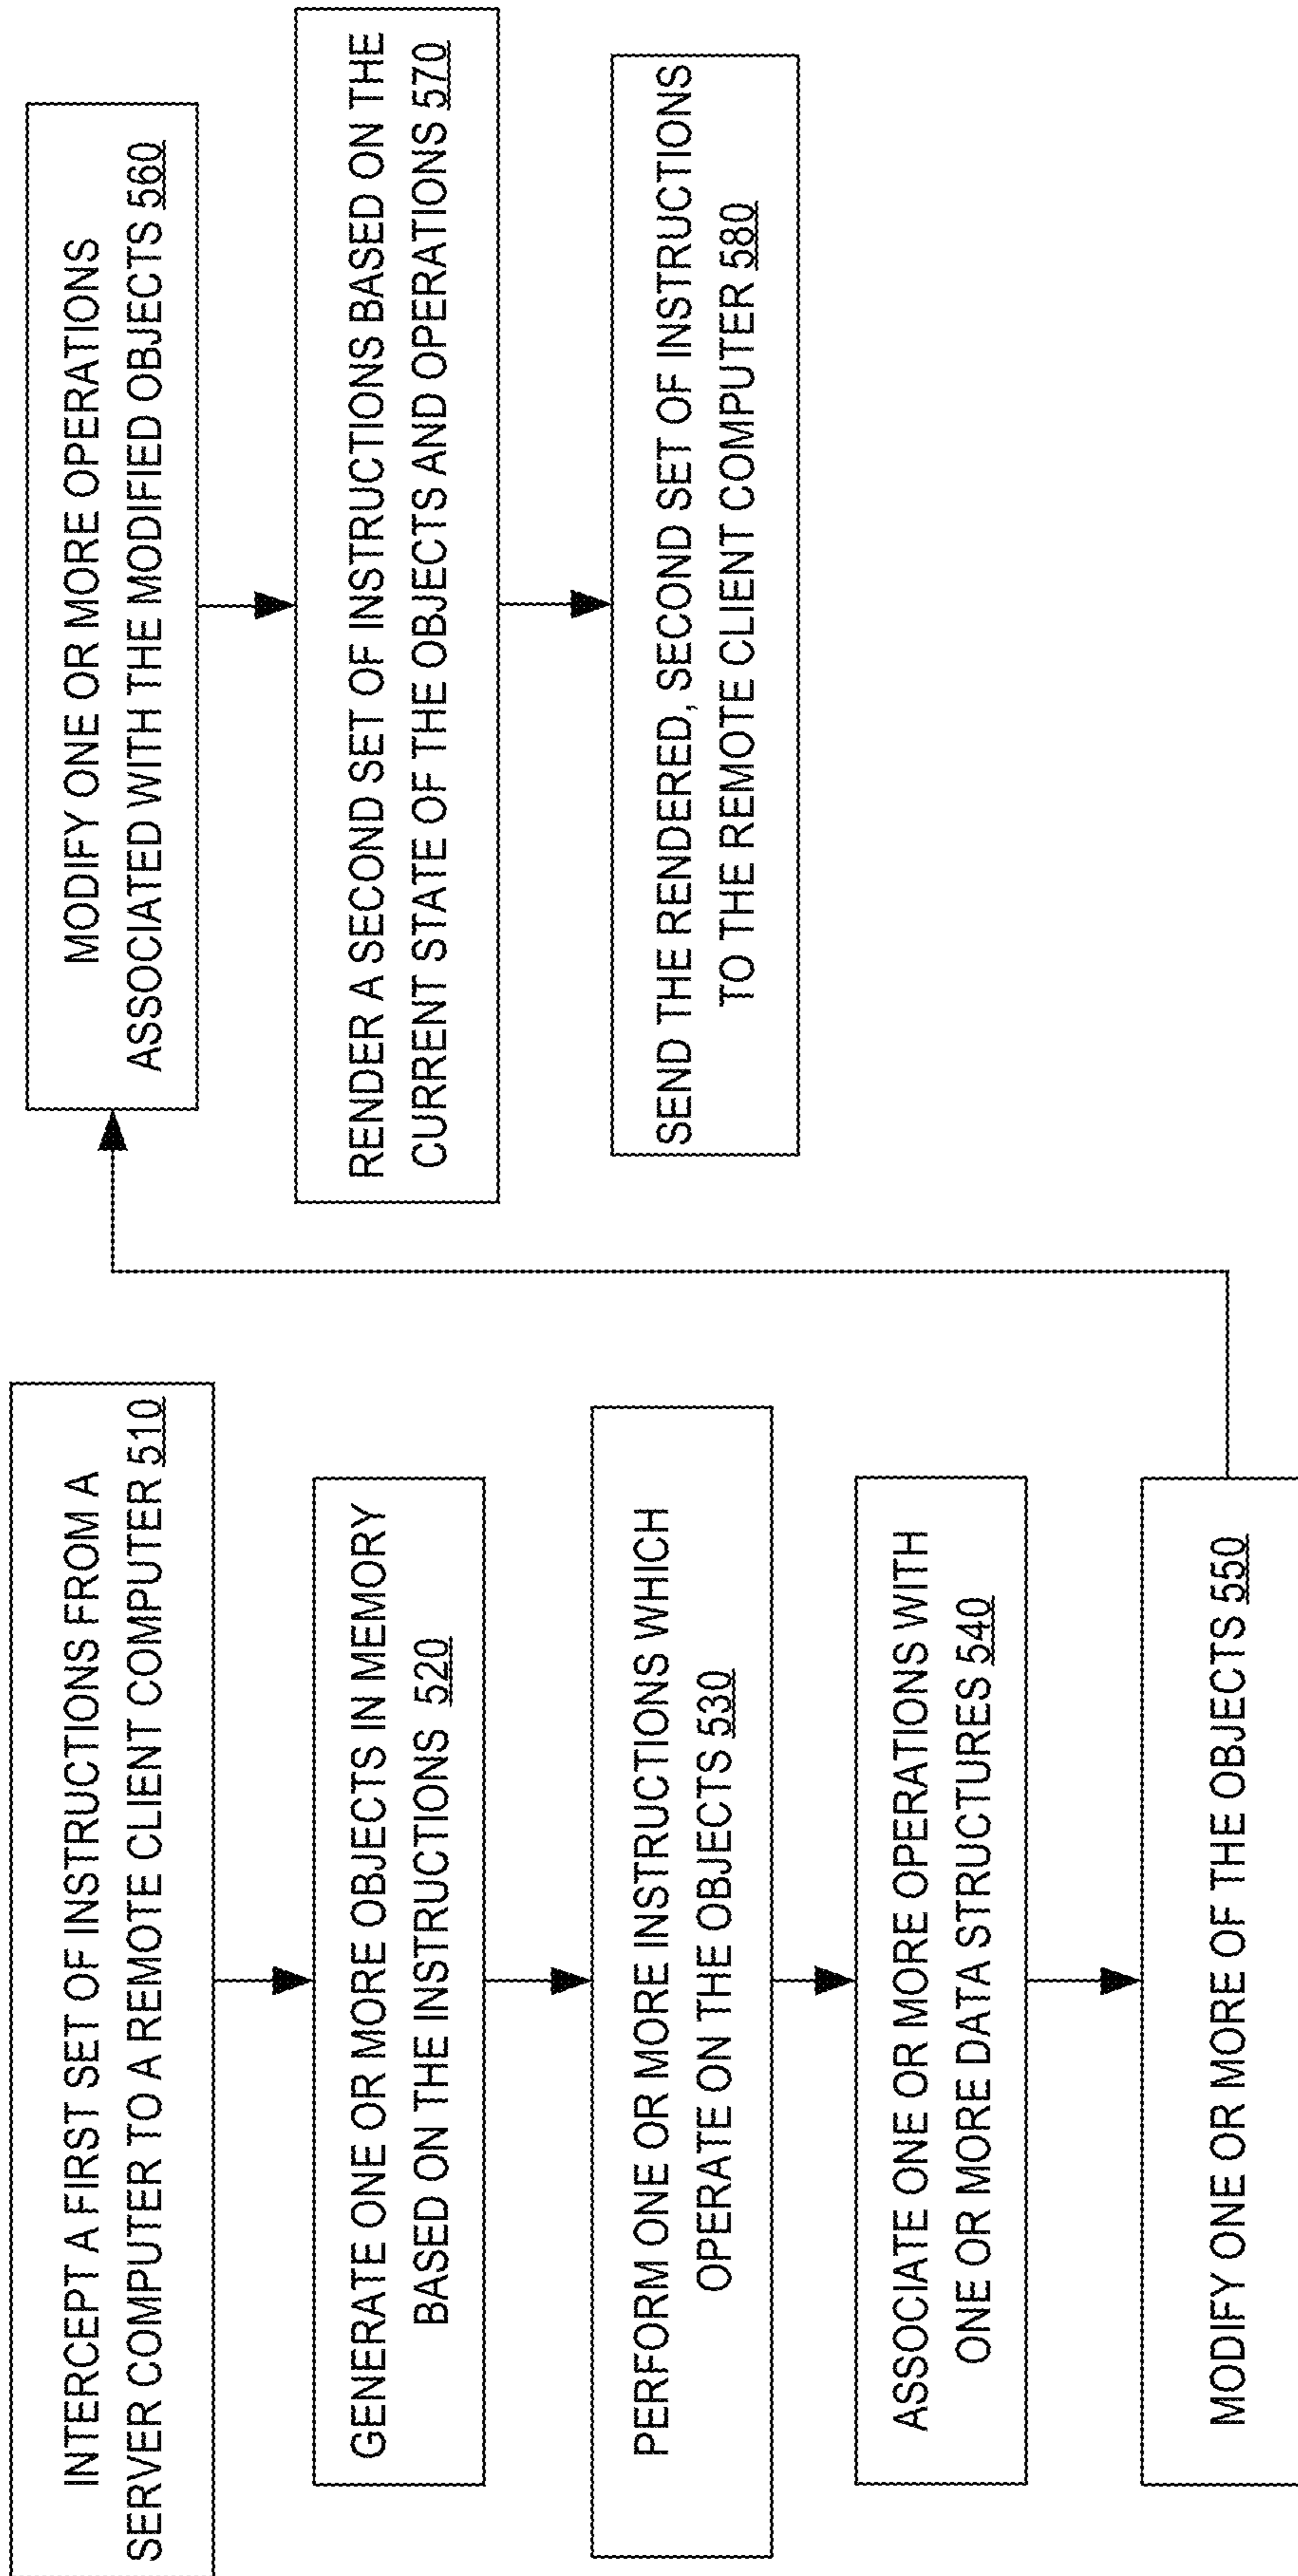 INTERCEPT A FIRST SET OF INSTRUCTIONS FROM A
SERVER COMPUTER TO A REMOTE CLIENT COMPUTER 510
GENERATE ONE OR MORE OBJECTS IN MEMORY
BASED ON THE INSTRUCTIONS 520
PERFORM ONE OR MORE INSTRUCTIONS WHICH
OPERATE ON THE OBJECTS 530
ASSOCIATE ONE OR MORE OPERATIONS WITH
ONE OR MORE DATA STRUCTURES 540
MODIFY ONE OR MORE OF THE OBJECTS 550
MODIFY ONE OR MORE OPERATIONS
ASSOCIATED WITH THE MODIFIED OBJECTS 560
RENDER A SECOND SET OF INSTRUCTIONS BASED ON THE
CURRENT STATE OF THE OBJECTS AND OPERATIONS 570
SEND THE RENDERED, SECOND SET OF INSTRUCTIONS
TO THE REMOTE CLIENT COMPUTER 580